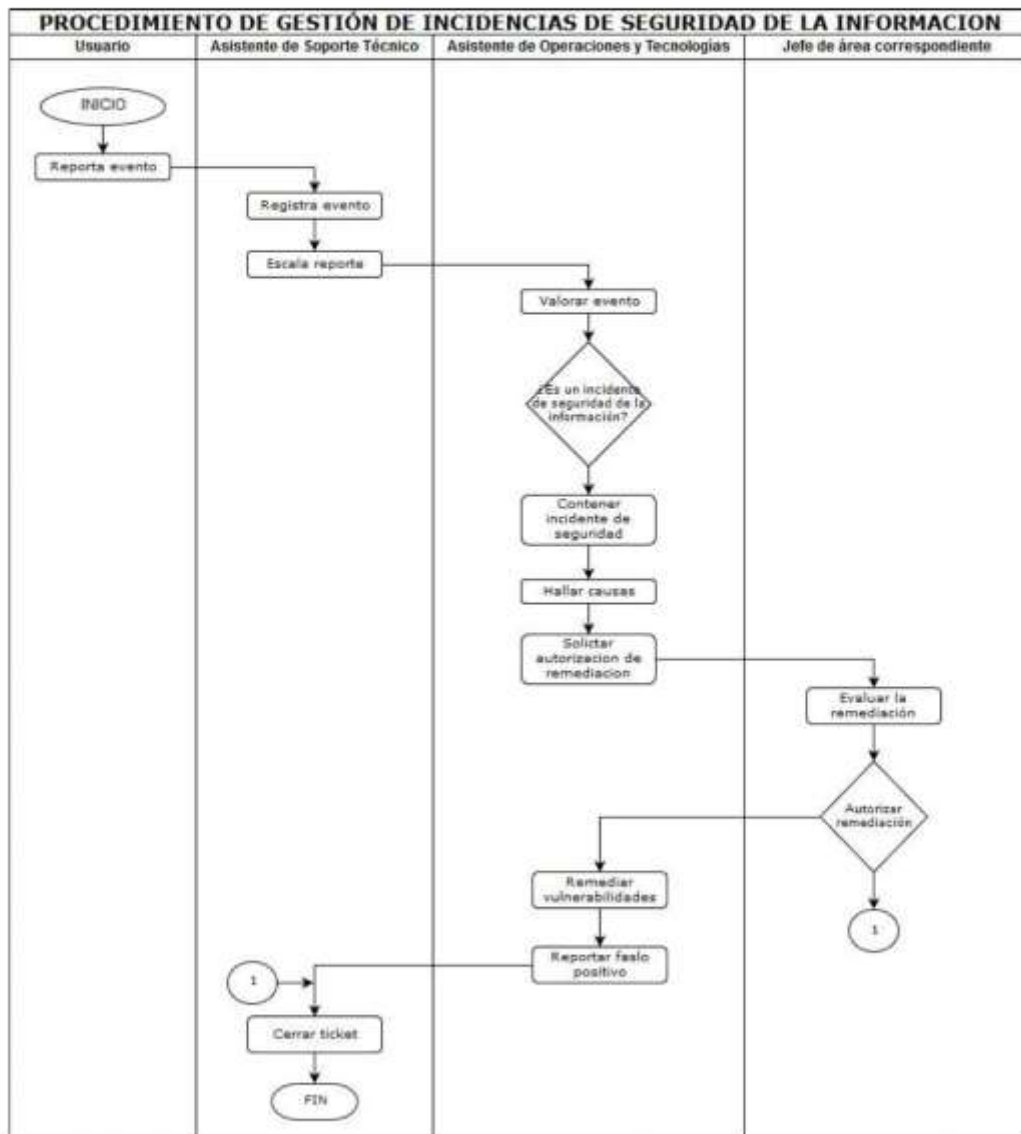 PROCEDIMIENTO DE GESTIÓN DE INCIDENCIAS DE SEGURIDAD DE LA INFORMACION
Usuario
Asistente de Soporte Técnico
Asistente de Operaciones y Tecnologías
Jefe de área correspondiente
INICIO
Reporta evento
Registra evento
Escala reporte
Valorar evento
¿Es un incidente
de seguridad de la
información?
Contener
incidente de
seguridad
Hallar causas
Solictar
autorizacion de
remediacion
Evaluar la
remediación
Autorizar
remediación
Remediar
vulnerabilidades
1
Reportar faslo
positivo
1
Cerrar ticket
FIN